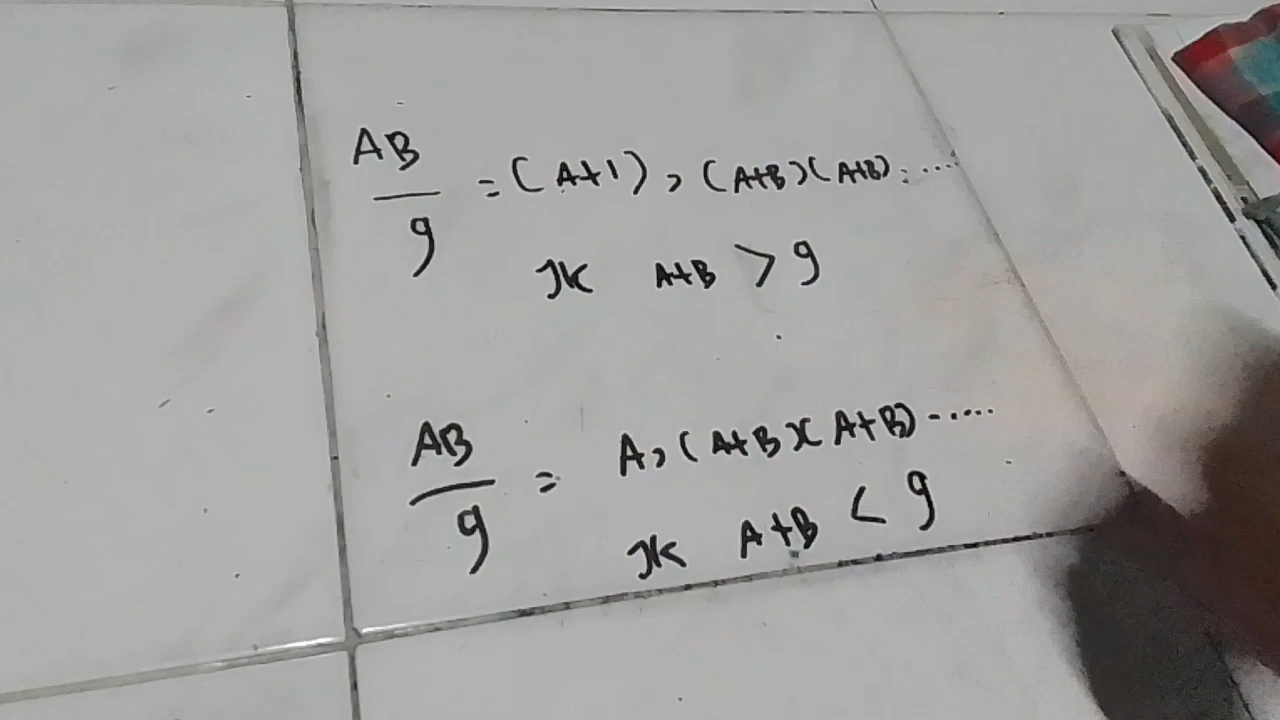 AB
— = (A+1), (A+B)(A+B).....
9
JK A+B > 9
AB
— = A, (A+B)(A+B).....
9
JK A+B < 9